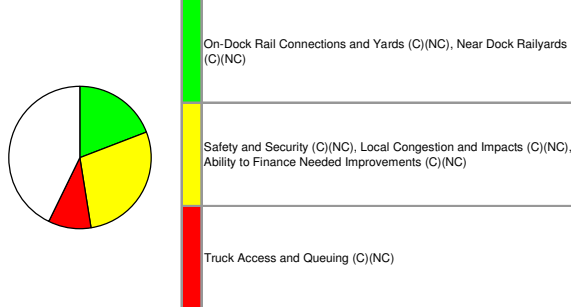 On-Dock Rail Connections and Yards (C)(NC), Near Dock Railyards
(C)(NC)
Safety and Security (C)(NC), Local Congestion and Impacts (C)(NC),
Ability to Finance Needed Improvements (C)(NC)
Truck Access and Queuing (C)(NC)